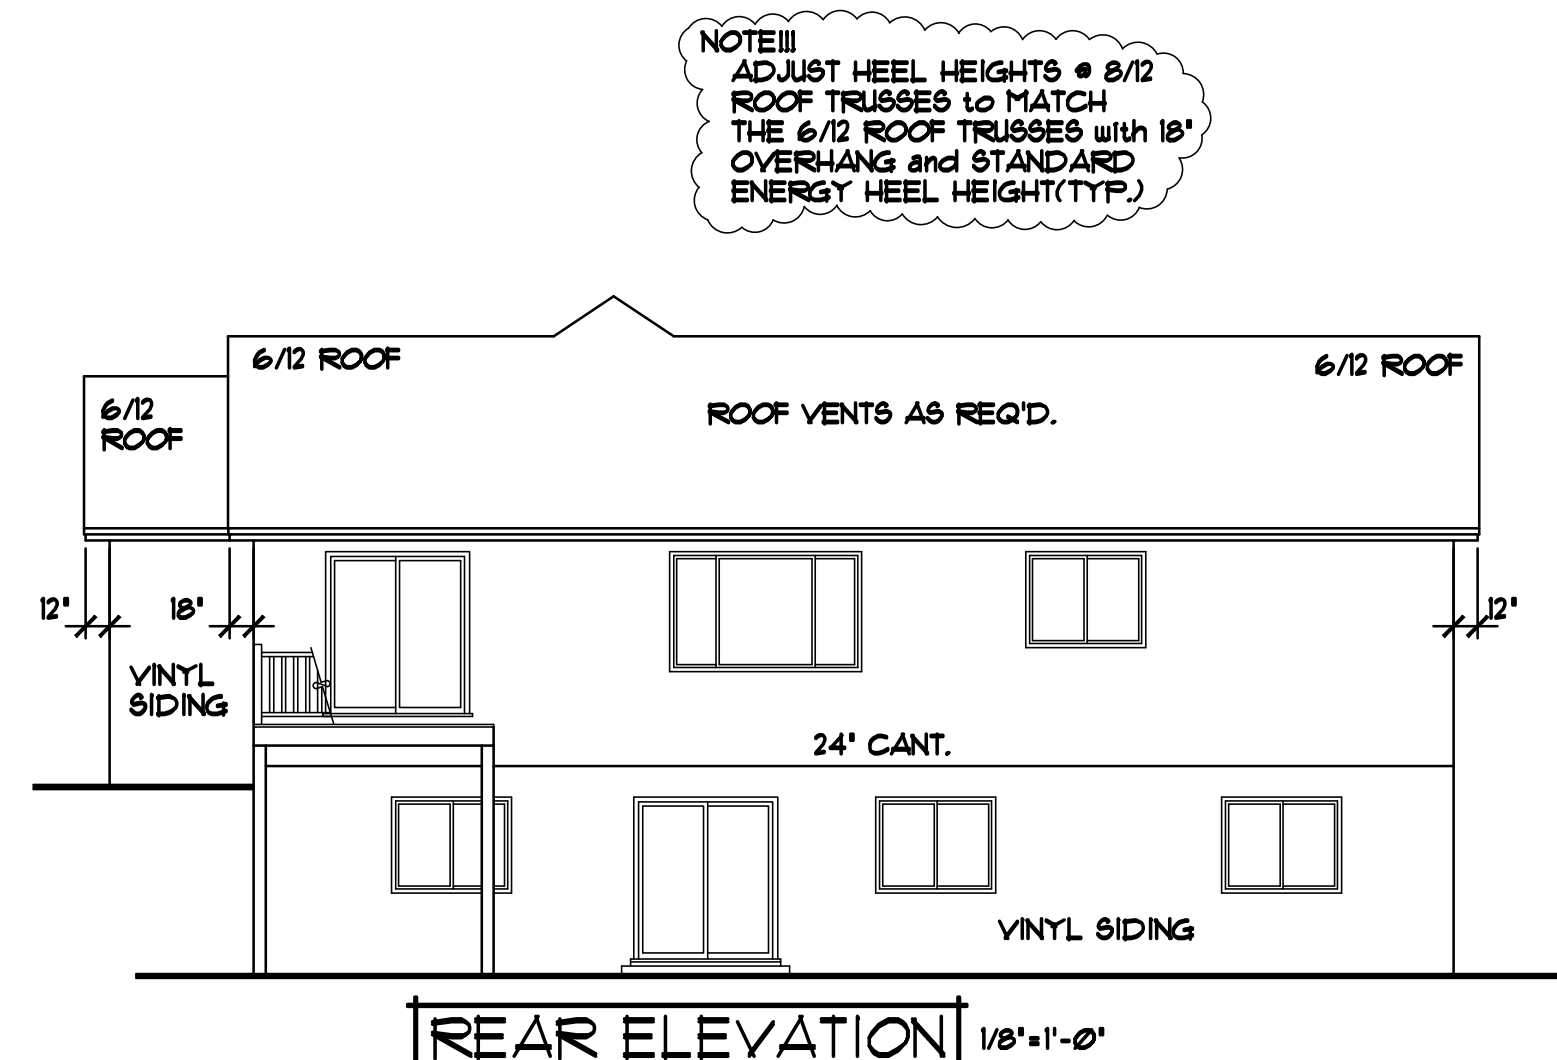 NOTE!!!
ADJUST HEEL HEIGHTS @ 8/12
ROOF TRUSSES to MATCH
THE 6/12 ROOF TRUSSES with 18"
OVERHANG and STANDARD
ENERGY HEEL HEIGHT(TYP.)
6/12 ROOF
6/12 ROOF
6/12
ROOF
ROOF VENTS AS REQ'D.
12"
18"
12"
VINYL
SIDING
24" CANT.
VINYL SIDING
REAR ELEVATION
1/8"=1'-0"